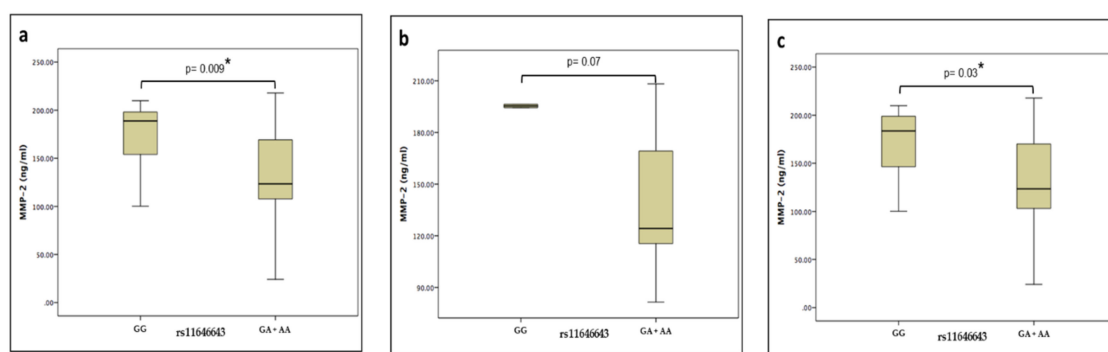 a
p= 0.009*
250.00
200.00
150.00
100.00
50.00
.00
MMP-2 (ng/ml)
GG rs11646643 GA+AA
b
p= 0.07
210.00
180.00
150.00
120.00
90.00
MMP-2 (ng/ml)
GG rs11646643 GA+AA
c
p= 0.03*
250.00
200.00
150.00
100.00
50.00
.00
MMP-2 (ng/ml)
GG rs11646643 GA+AA